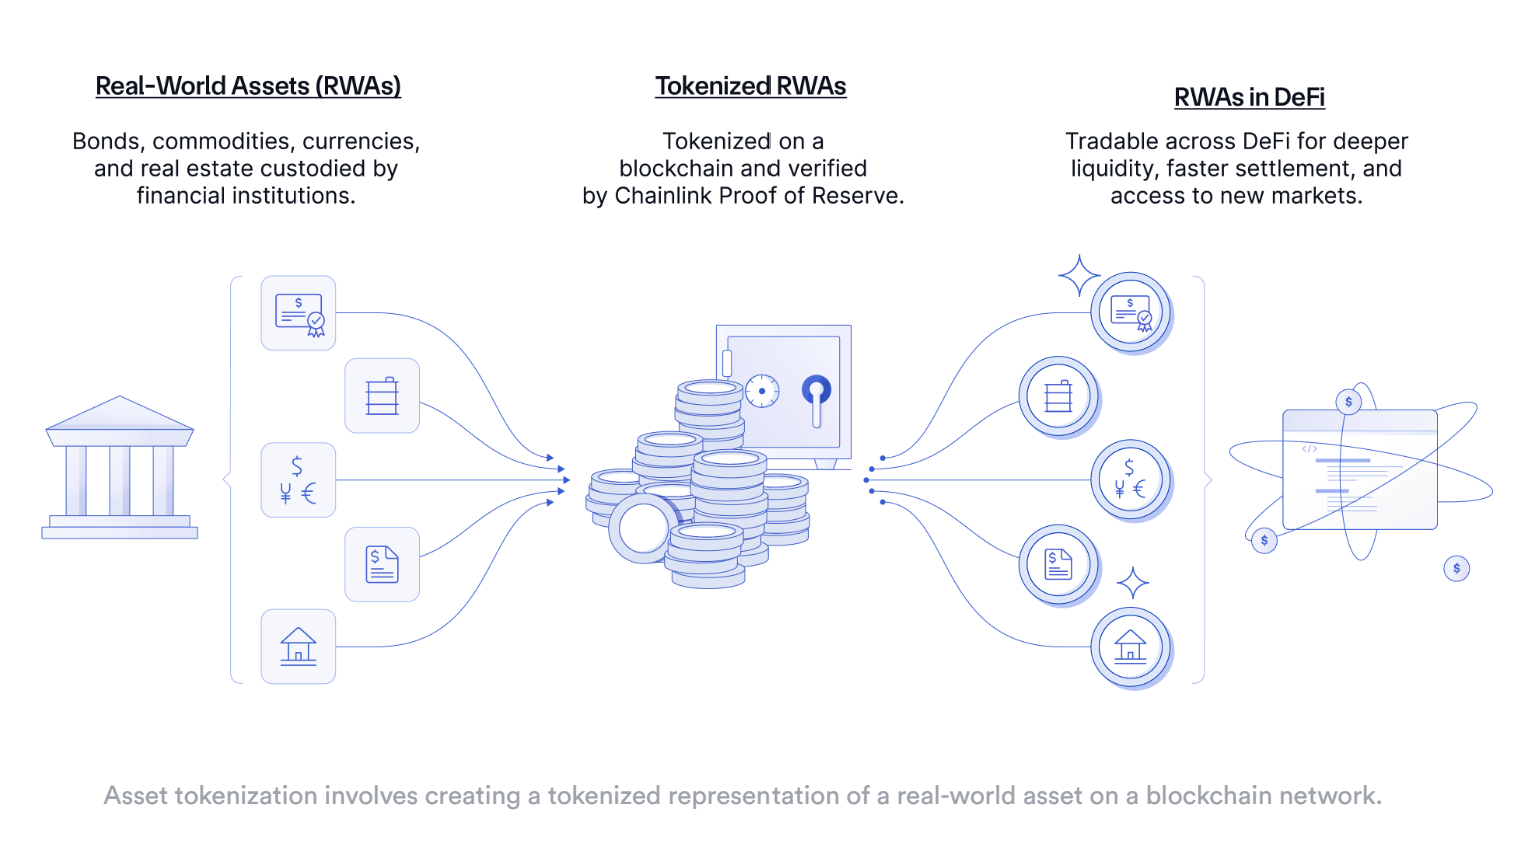 Real-World Assets (RWAs)
Bonds, commodities, currencies,
and real estate custodied by
financial institutions.
Tokenized RWAs
Tokenized on a
blockchain and verified
by Chainlink Proof of Reserve.
RWAs in DeFi
Tradable across DeFi for deeper
liquidity, faster settlement, and
access to new markets.
$
$
¥ €
$
$
$
¥ €
$
$
</>
$
$
Asset tokenization involves creating a tokenized representation of a real-world asset on a blockchain network.